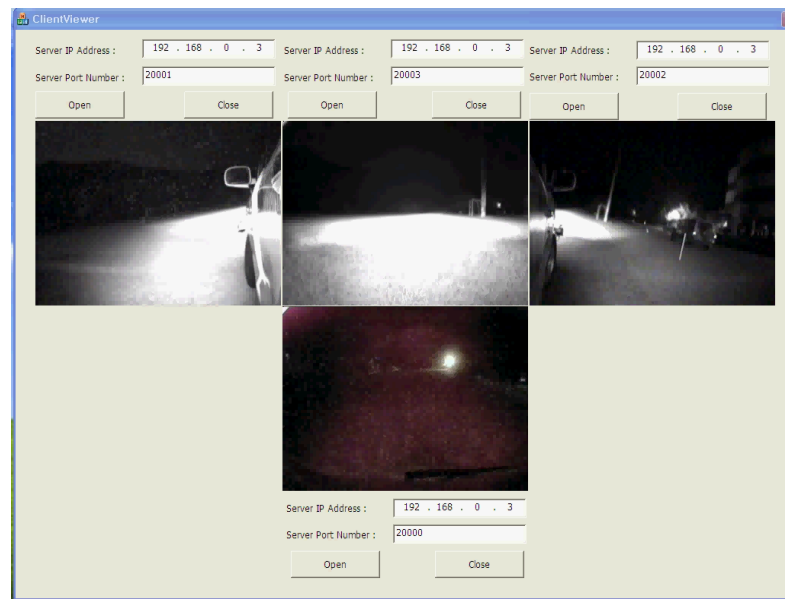 ClientViewer
Server IP Address : 192 . 168 . 0 . 3 Server IP Address : 192 . 168 . 0 . 3 Server IP Address : 192 . 168 . 0 . 3
Server Port Number : 20001 Server Port Number : 20003 Server Port Number : 20002
Open Close Open Close Open Close
Server IP Address : 192 . 168 . 0 . 3
Server Port Number : 20000
Open Close